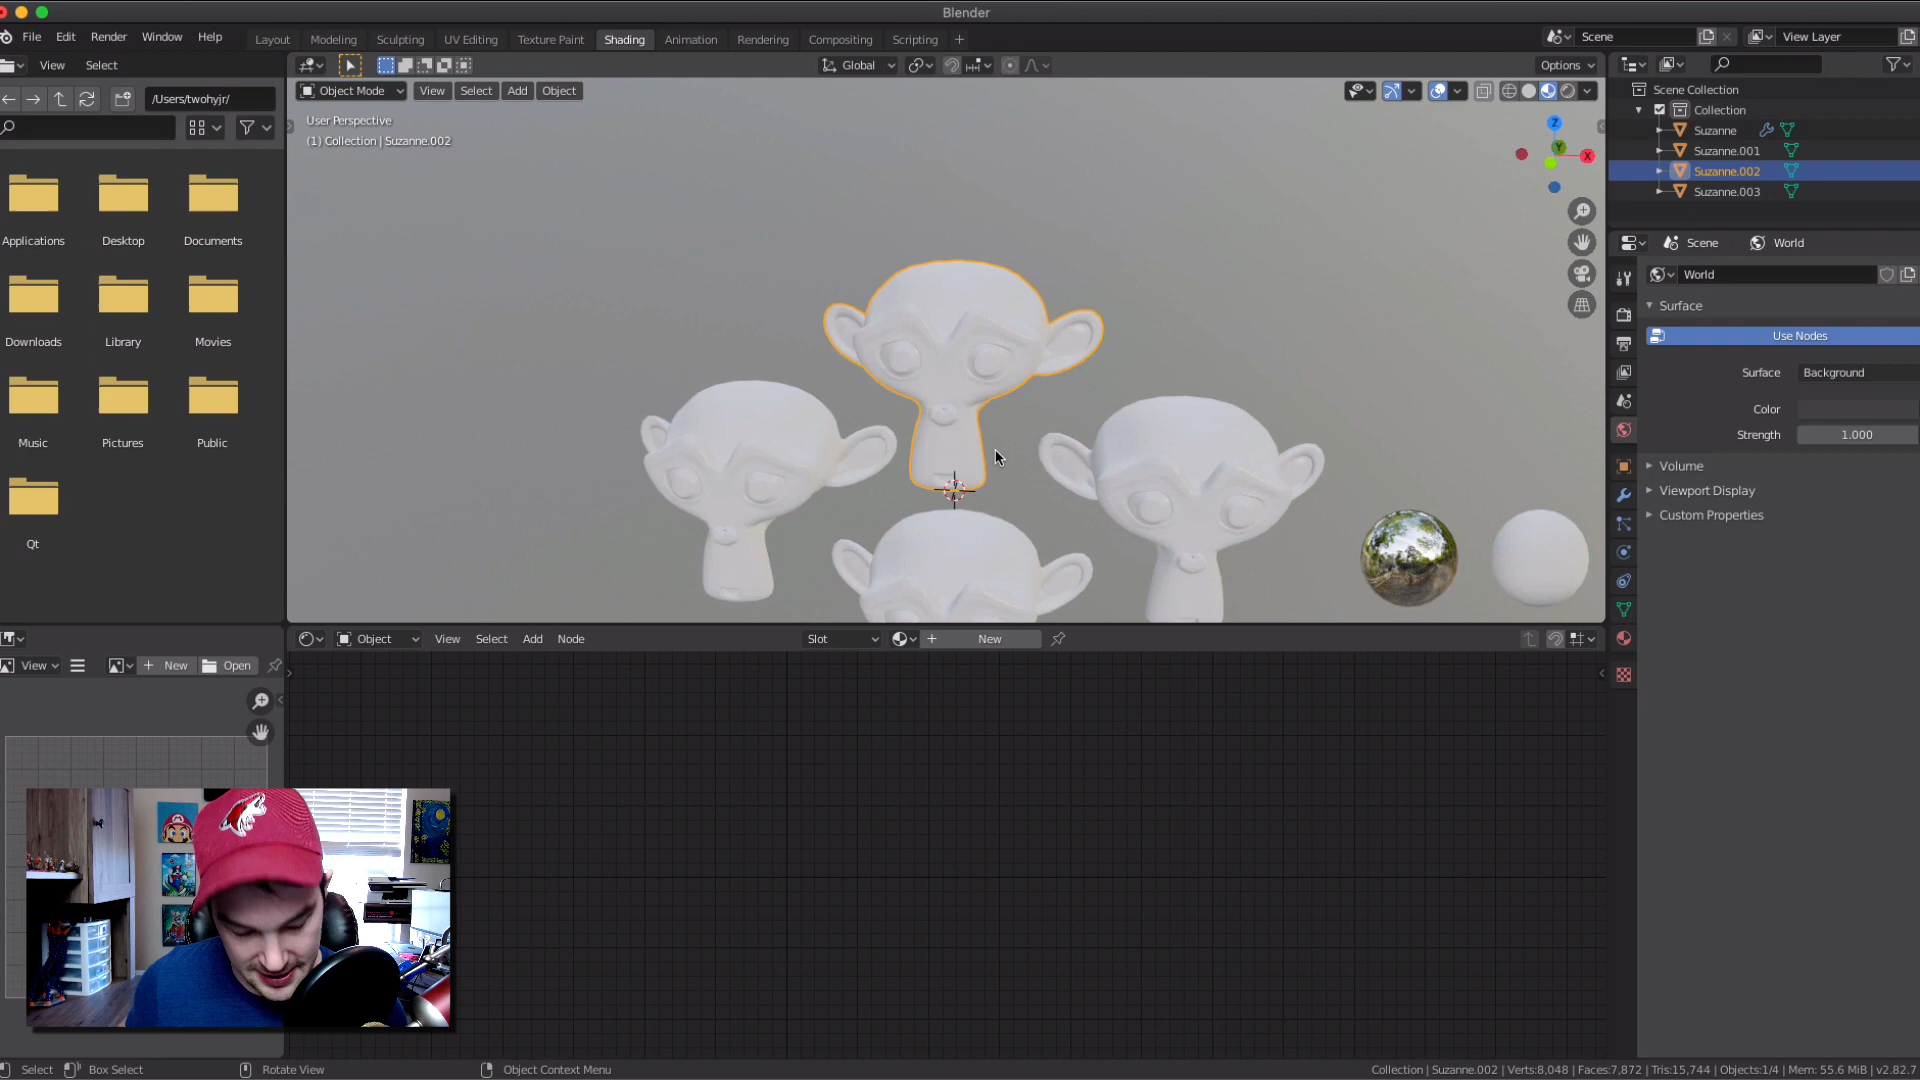 Blender
File Edit Render Window Help Layout Modeling Sculpting UV Editing Texture Paint Shading Animation Rendering Compositing Scripting Scene View Layer
View Select Global Options
/Users/twohyjr/ Object Mode View Select Add Object Scene Collection
User Perspective
(1) Collection | Suzanne.002
Collection
Suzanne
Suzanne.001
Suzanne.002
Suzanne.003
Z
Y
X
Applications Desktop Documents
Scene World
World
Surface
Use Nodes
Downloads Library Movies
Surface Background
Color
Strength 1.000
Music Pictures Public
Volume
Viewport Display
Custom Properties
Qt
Object View Select Add Node Slot New
View New Open
Select Box Select Rotate View Object Context Menu Collection | Suzanne.002 | Verts:8,048 | Faces:7,872 | Tris:15,744 | Objects:1/4 | Mem: 55.6 MiB | v2.82.7